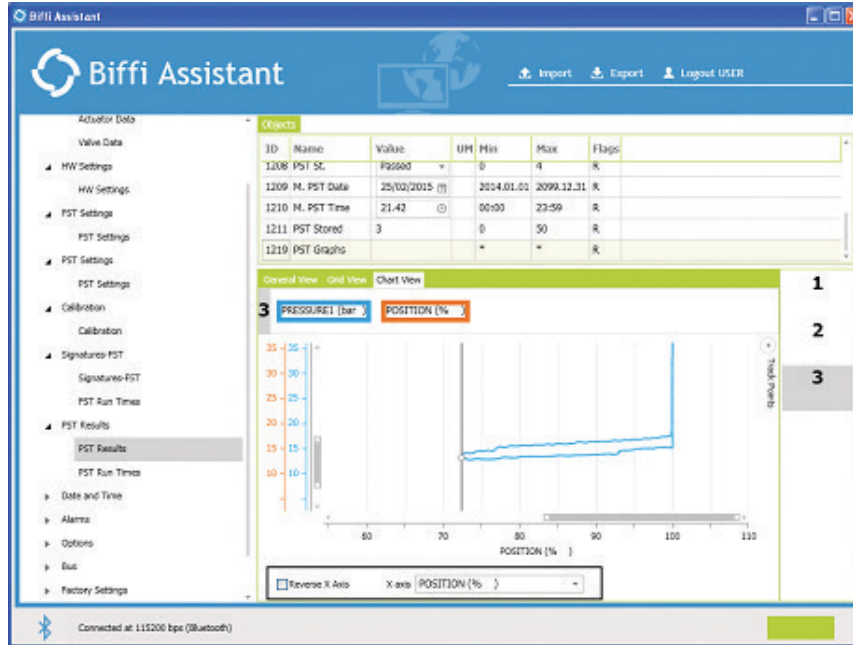 Biffi Assistant
Biffi Assistant
Import Export Logout USER
Actuator Data
Valve Data
HW Settings
HW Settings
FST Settings
FST Settings
PST Settings
PST Settings
Calibration
Calibration
Signatures-PST
Signatures-PST
PST Run Times
PST Results
PST Results
PST Run Times
Date and Time
Alarms
Options
Bus
Factory Settings
Objects
ID Name Value UM Min Max Flags
1208 PST St. Passed 0 4 R
1209 M. PST Date 25/02/2015 2014.01.01 2099.12.31 R
1210 M. PST Time 21.42 00:00 23:59 R
1211 PST Stored 3 0 50 R
1219 PST Graphs * * R
General View Grid View Chart View
3 PRESSURE1 (bar ) POSITION (% )
35 35
30 30
25 25
20 20
15 15
10 10
60 70 80 90 100 110
POSITION (% )
Track Points
Reverse X Axis X axis POSITION (% )
1
2
3
Connected at 115200 bps (Bluetooth)